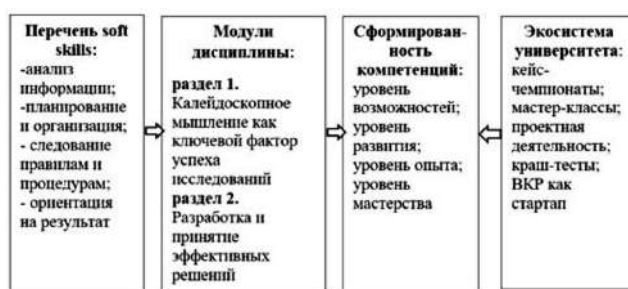 Перечень soft
skills:
-анализ
информации;
-планирование
и организация;
- следование
правилам и
процедурам;
- ориентация
на результат
Модули
дисциплины:
раздел 1.
Калейдоскопное
мышление как
ключевой фактор
успеха
исследований
раздел 2.
Разработка и
принятие
эффективных
решений
Сформирован-
ность
компетенций:
уровень
возможностей;
уровень
развития;
уровень опыта;
уровень
мастерства
Экосистема
университета:
кейс-
чемпионаты;
мастер-классы;
проектная
деятельность;
краш-тесты;
ВКР как
стартап